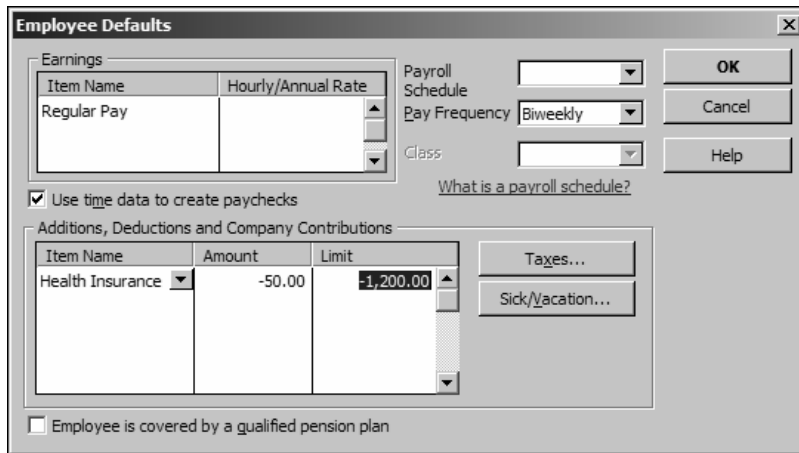 Employee Defaults
Earnings
Item Name Hourly/Annual Rate
Regular Pay
Payroll
Schedule
Pay Frequency Biweekly
Class
OK
Cancel
Help
What is a payroll schedule?
Use time data to create paychecks
Additions, Deductions and Company Contributions
Item Name Amount Limit
Health Insurance -50.00 -1,200.00
Taxes...
Sick/Vacation...
Employee is covered by a qualified pension plan